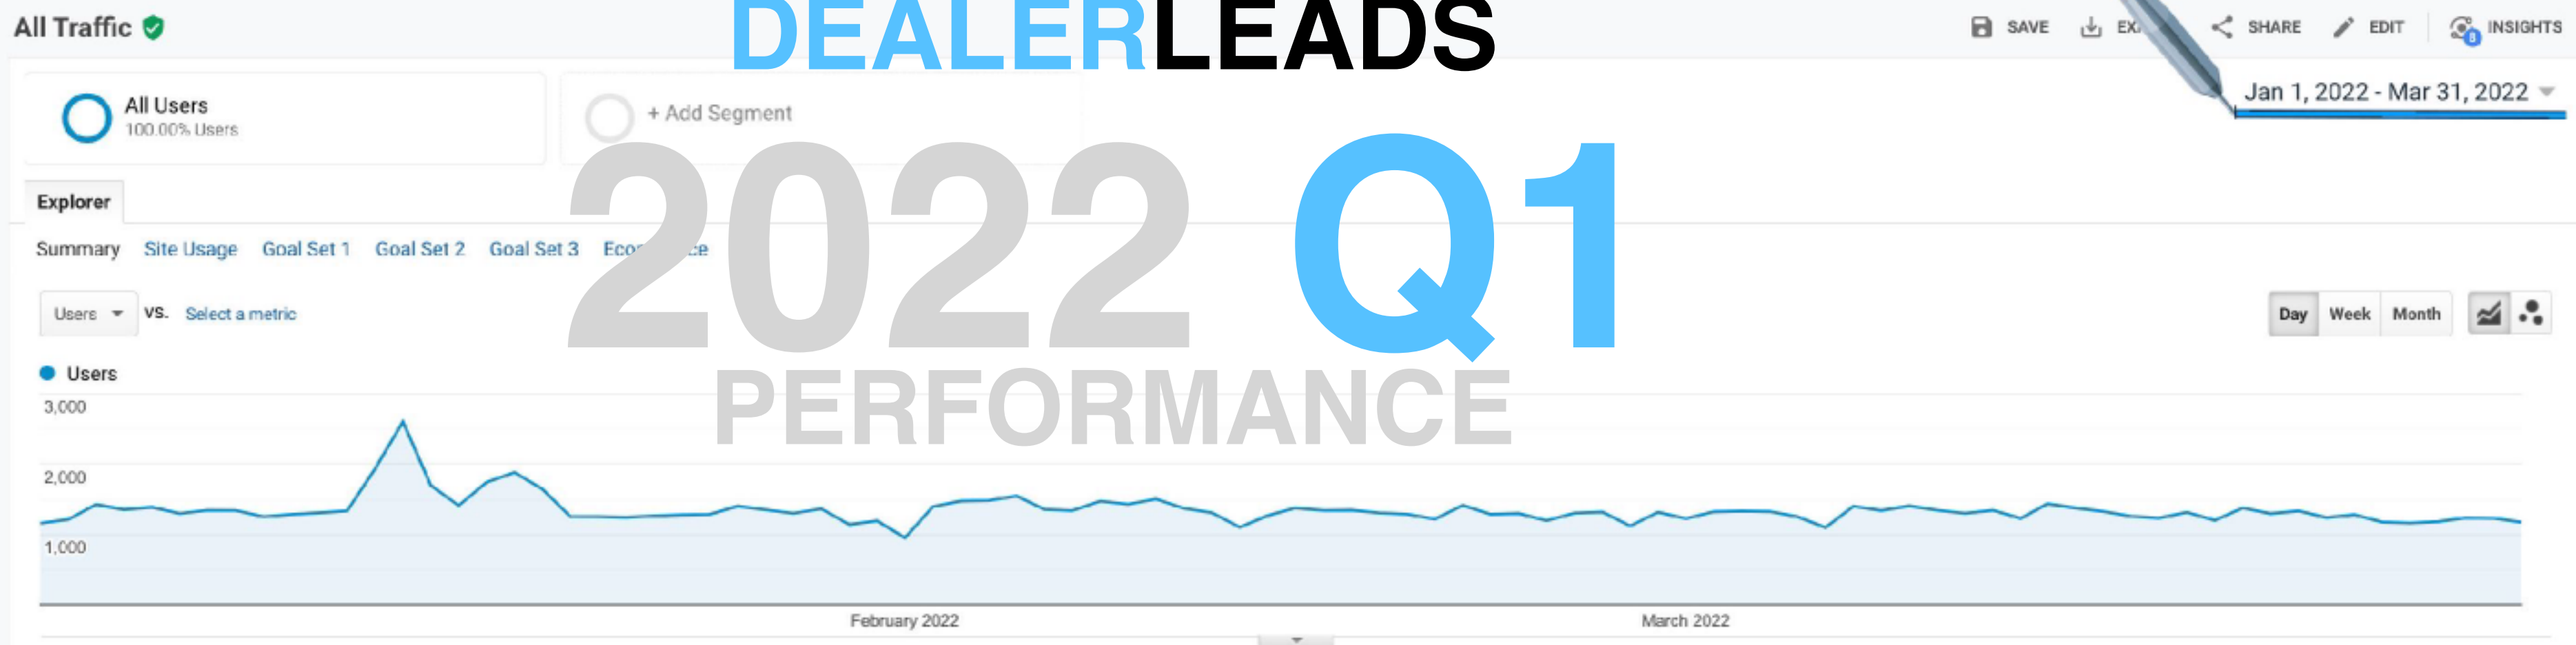 All Traffic
DEALERLEADS
SAVE
SHARE
EDIT
8
INSIGHTS
All Users
100.00% Users
+ Add Segment
Jan 1, 2022 - Mar 31, 2022
2022 Q1
Explorer
Summary Site Usage Goal Set 1 Goal Set 2 Goal Set 3
Users VS. Select a metric
Day Week Month
PERFORMANCE
Users
3,000
2,000
1,000
February 2022
March 2022